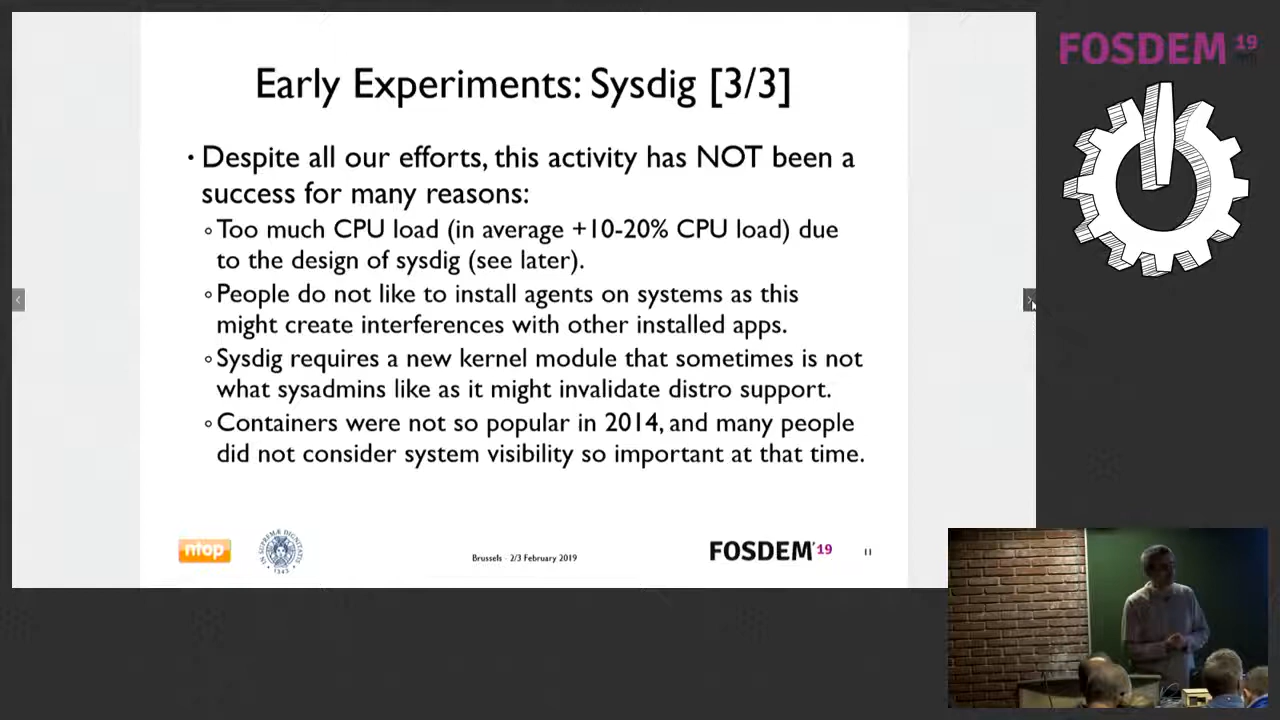 Early Experiments: Sysdig [3/3]
• Despite all our efforts, this activity has NOT been a
success for many reasons:
◦ Too much CPU load (in average +10-20% CPU load) due
to the design of sysdig (see later).
◦ People do not like to install agents on systems as this
might create interferences with other installed apps.
◦ Sysdig requires a new kernel module that sometimes is not
what sysadmins like as it might invalidate distro support.
◦ Containers were not so popular in 2014, and many people
did not consider system visibility so important at that time.
ntop
IN SUPREMÆ DIGNITATIS
1343
Brussels - 2/3 February 2019
FOSDEM'19
11
FOSDEM 19